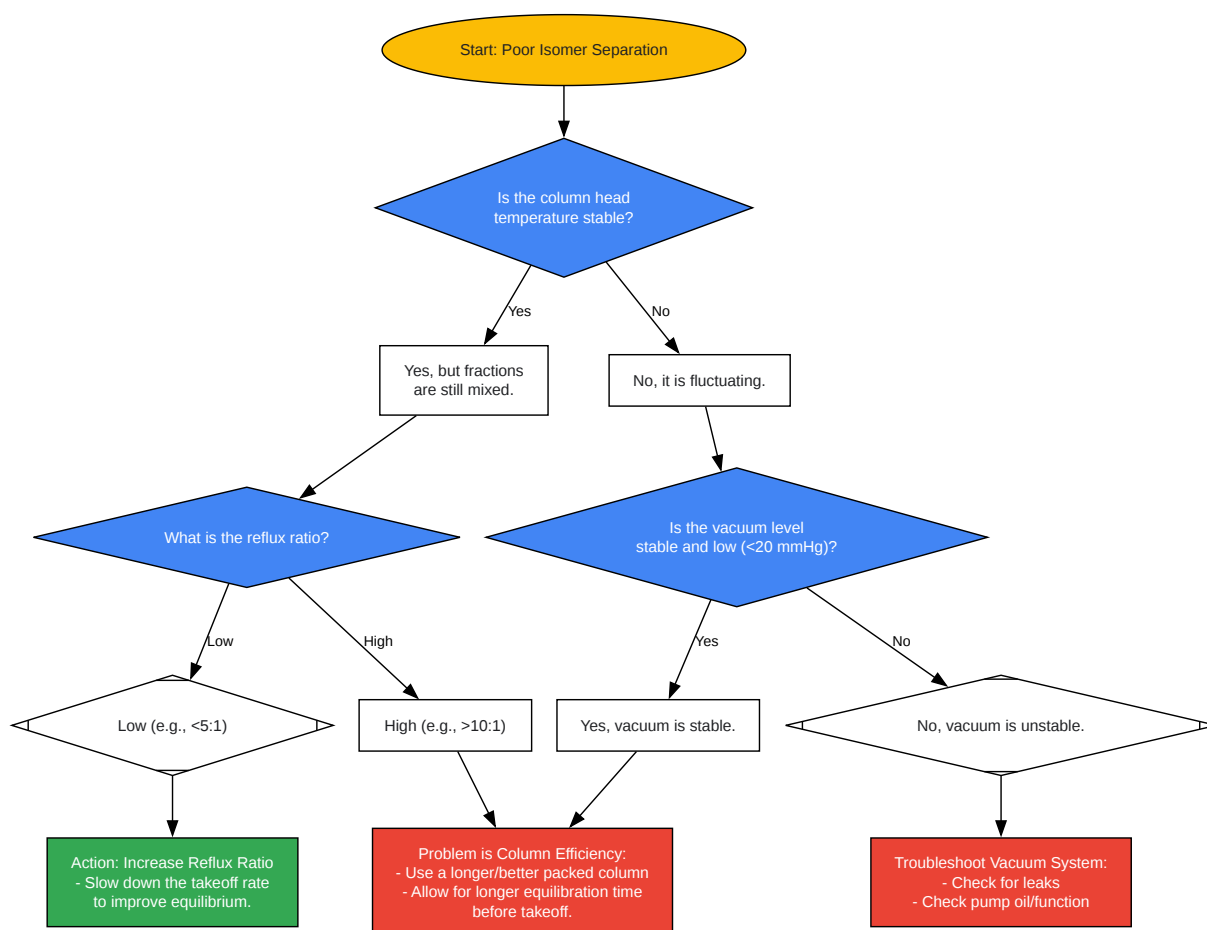 Start: Poor Isomer Separation
Is the column head
temperature stable?
Yes
No
Yes, but fractions
are still mixed.
No, it is fluctuating.
What is the reflux ratio?
Is the vacuum level
stable and low (<20 mmHg)?
Low
High
Yes
No
Low (e.g., <5:1)
High (e.g., >10:1)
Yes, vacuum is stable.
No, vacuum is unstable.
Action: Increase Reflux Ratio
- Slow down the takeoff rate
to improve equilibrium.
Problem is Column Efficiency:
- Use a longer/better packed column
- Allow for longer equilibration time
before takeoff.
Troubleshoot Vacuum System:
- Check for leaks
- Check pump oil/function